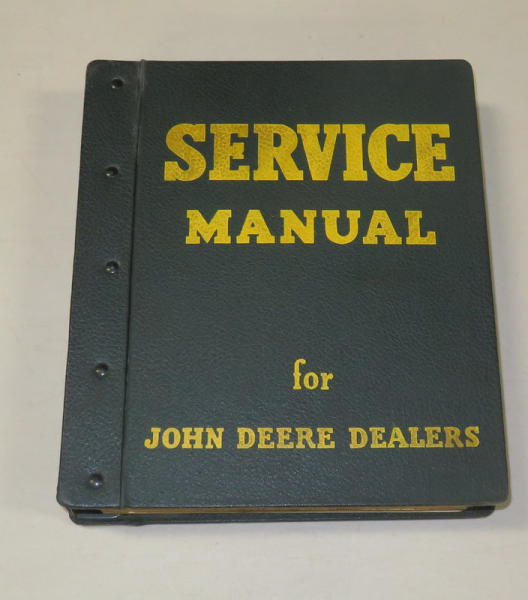 SERVICE
MANUAL
for
JOHN DEERE DEALERS